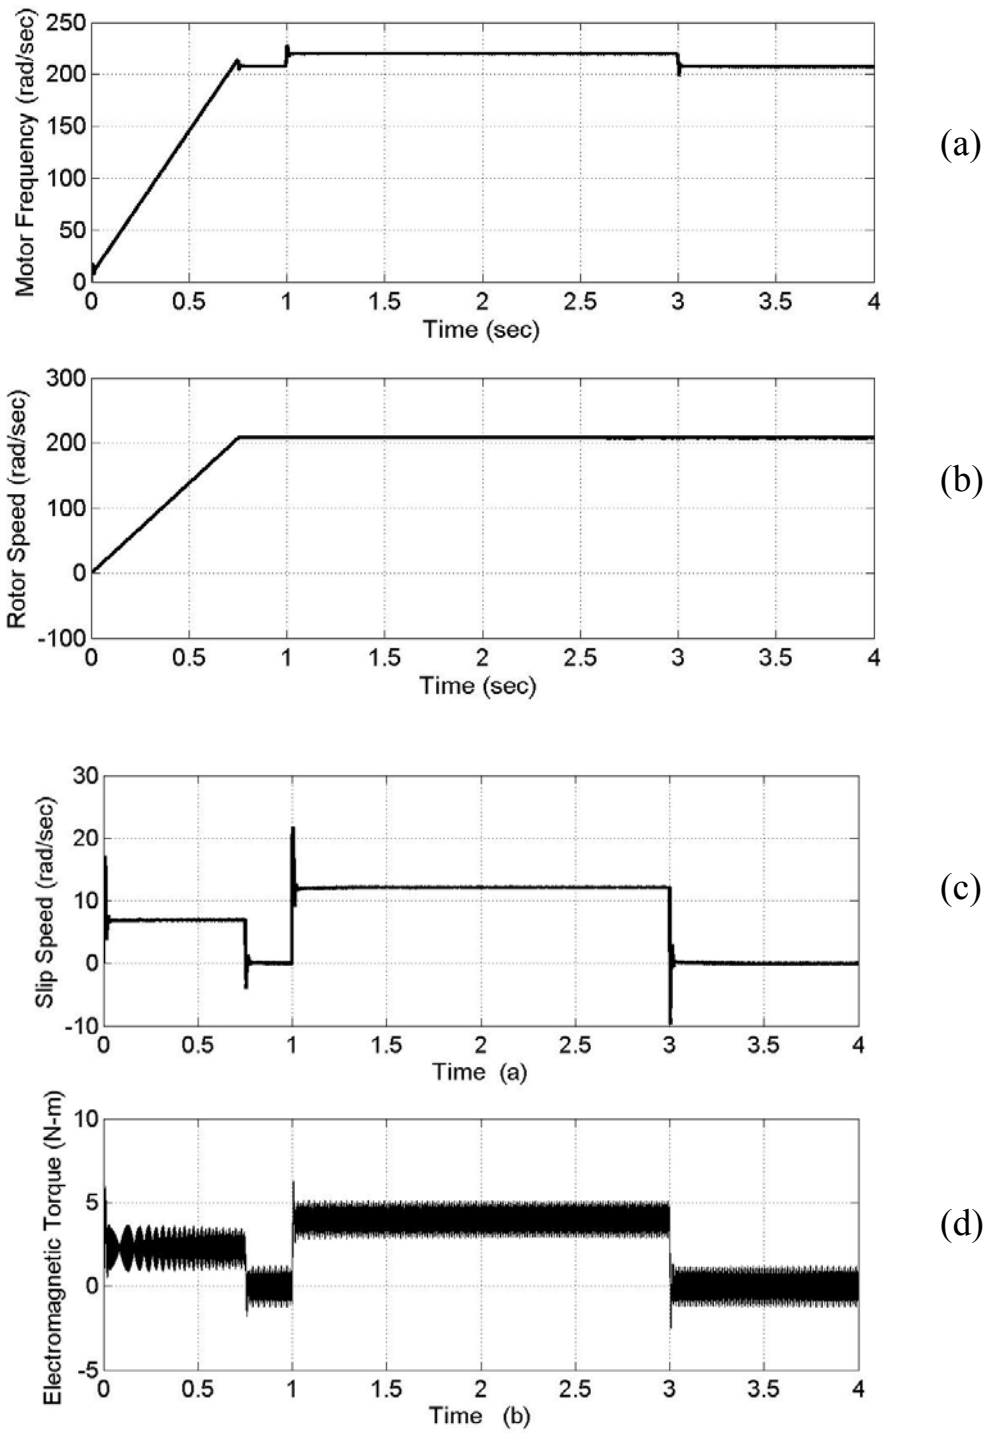 Motor Frequency (rad/sec)
250
200
150
100
50
0
0 0.5 1 1.5 2 2.5 3 3.5 4
Time (sec)
(a)
Rotor Speed (rad/sec)
300
200
100
0
-100
0 0.5 1 1.5 2 2.5 3 3.5 4
Time (sec)
(b)
Slip Speed (rad/sec)
30
20
10
0
-10
0 0.5 1 1.5 2 2.5 3 3.5 4
Time (a)
(c)
Electromagnetic Torque (N-m)
10
5
0
-5
0 0.5 1 1.5 2 2.5 3 3.5 4
Time (b)
(d)